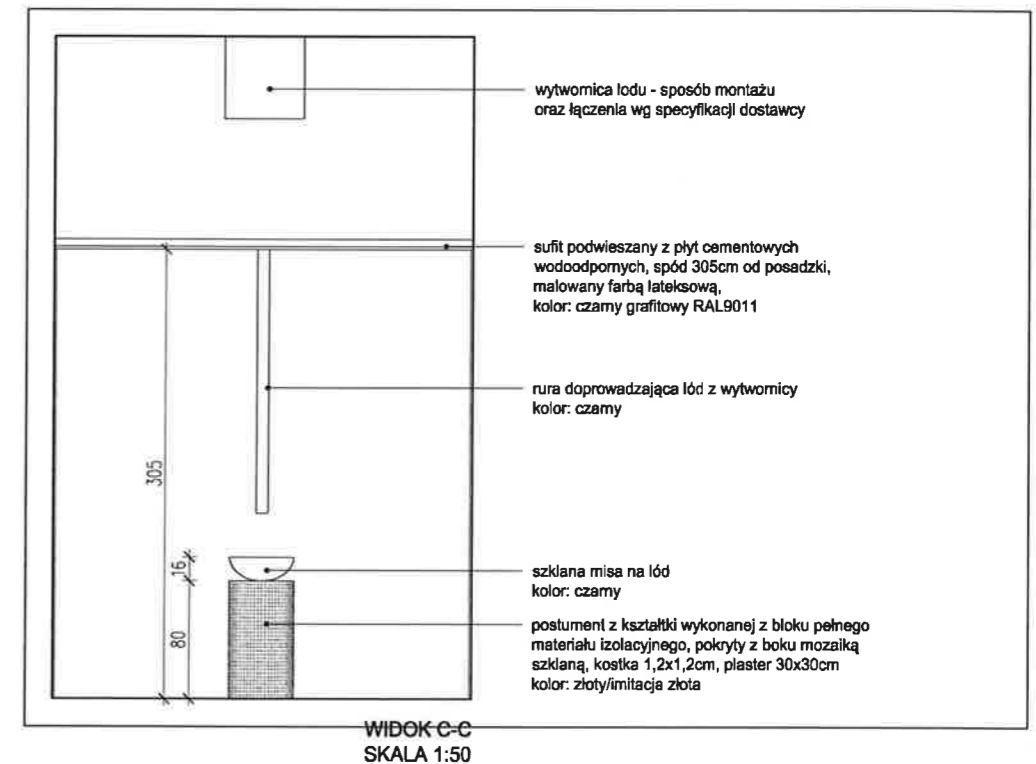 wytwornica lodu - sposób montażu
oraz łączenia wg specyfikacji dostawcy
sufit podwieszany z płyt cementowych
wodoodpornych, spód 305cm od posadzki,
malowany farbą lateksową,
kolor: czarny grafitowy RAL9011
rura doprowadzająca lód z wytwornicy
kolor: czarny
305
16
szklana misa na lód
kolor: czarny
80
postument z kształtki wykonanej z bloku pełnego
materiału izolacyjnego, pokryty z boku mozaiką
szklaną, kostka 1,2x1,2cm, plaster 30x30cm
kolor: złoty/imitacja złota
WIDOK C-C
SKALA 1:50